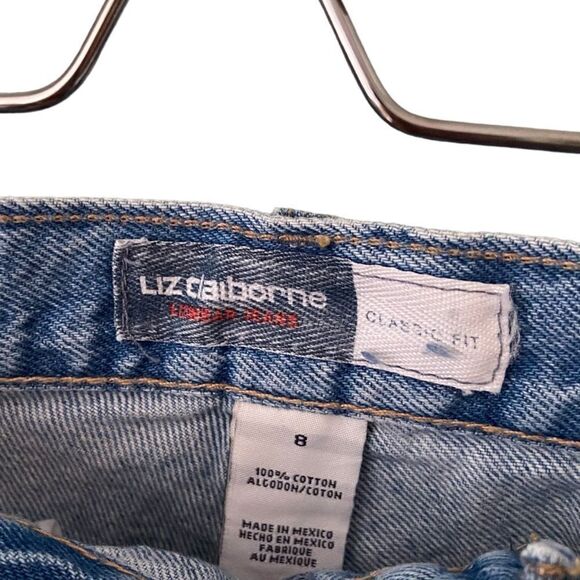 Liz Claiborne
JEANS
CLASSIC FIT
8
100% COTTON
ALGODON/COTON
MADE IN MEXICO
HECHO EN MEXICO
FABRIQUE
AU MEXIQUE